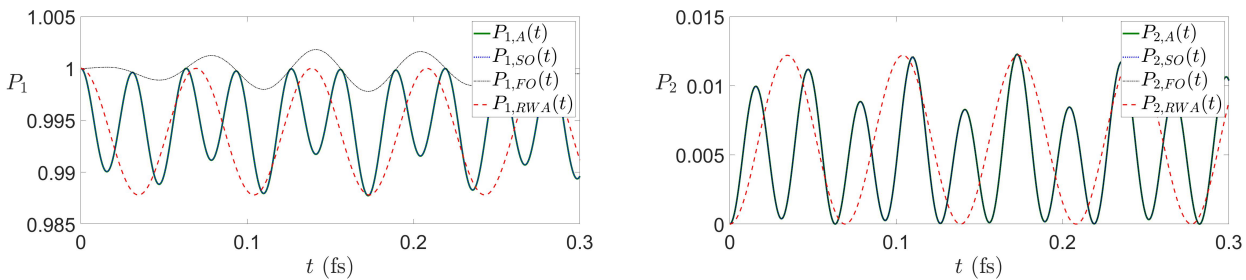 1.005
1
0.995
0.99
0.985
P₁
0
0.1
0.2
0.3
t (fs)
P₁,A(t)
P₁,SO(t)
P₁,FO(t)
P₁,RWA(t)
0.015
0.01
0.005
0
P₂
0
0.1
0.2
0.3
t (fs)
P₂,A(t)
P₂,SO(t)
P₂,FO(t)
P₂,RWA(t)